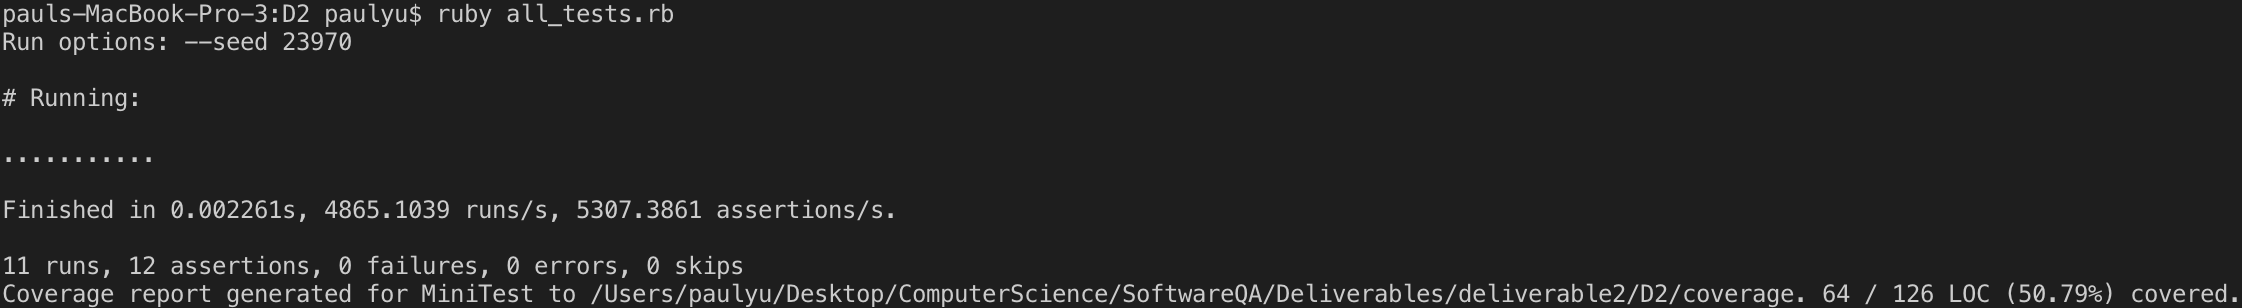 pauls-MacBook-Pro-3:D2 paulyu$ ruby all_tests.rb
Run options: --seed 23970
# Running:
...........
Finished in 0.002261s, 4865.1039 runs/s, 5307.3861 assertions/s.
11 runs, 12 assertions, 0 failures, 0 errors, 0 skips
Coverage report generated for MiniTest to /Users/paulyu/Desktop/ComputerScience/SoftwareQA/Deliverables/deliverable2/D2/coverage. 64 / 126 LOC (50.79%) covered.